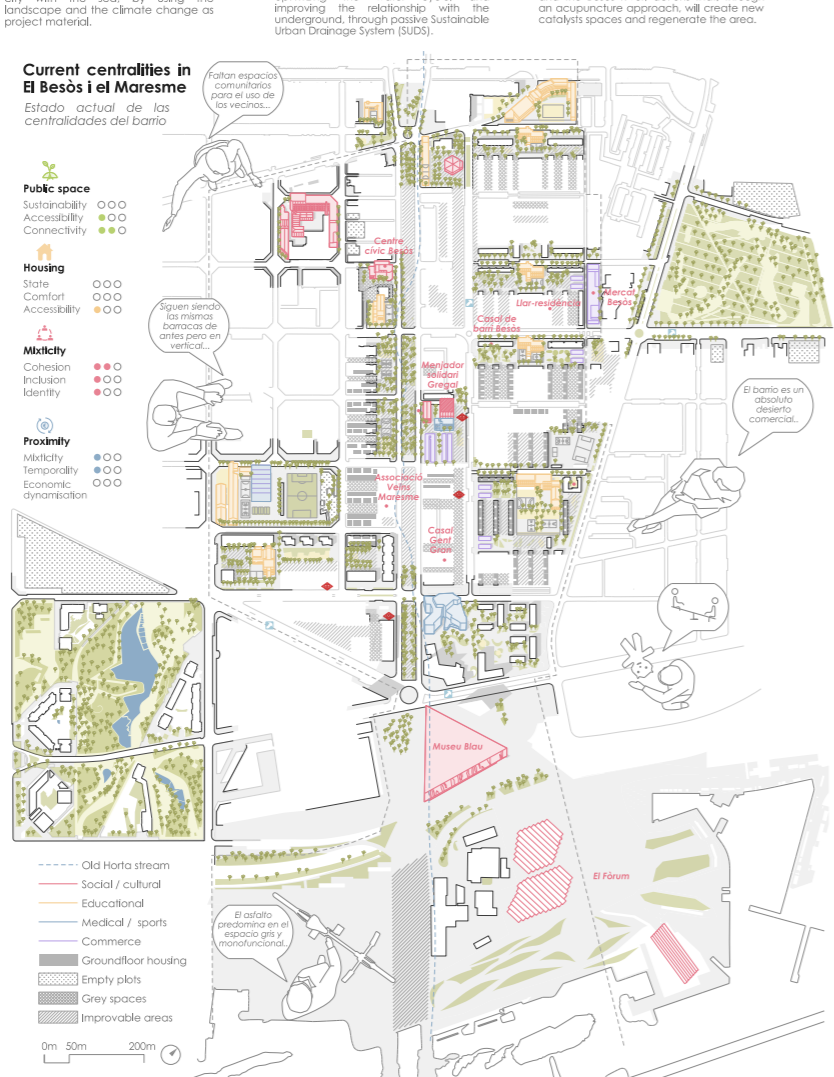 city with the sea, by using the
landscape and the climate change as
project material.
improving the relationship with the
underground, through passive Sustainable
Urban Drainage System (SUDS).
an acupuncture approach, will create new
catalysts spaces and regenerate the area.
Current centralities in
El Besòs i el Maresme
Estado actual de las
centralidades del barrio
Faltan espacios
comunitarios
para el uso de
los vecinos...
Public space
Sustainability
Accessibility
Connectivity
Housing
State
Comfort
Accessibility
Mixticity
Cohesion
Inclusion
Identity
Proximity
Mixticity
Temporality
Economic
dynamisation
Centre
cívic Besòs
Siguen siendo
las mismas
barracas de
antes pero en
vertical...
Llar-residència
Mercat
Besòs
Casal de
barri Besòs
Menjador
solidari
Gregal
El barrio es un
absoluto
desierto
comercial...
Associació
Veïns
Maresme
Casal
Gent
Gran
Museu Blau
El Fòrum
El asfalto
predomina en el
espacio gris y
monofuncional...
Old Horta stream
Social / cultural
Educational
Medical / sports
Commerce
Groundfloor housing
Empty plots
Grey spaces
Improvable areas
0m 50m 200m